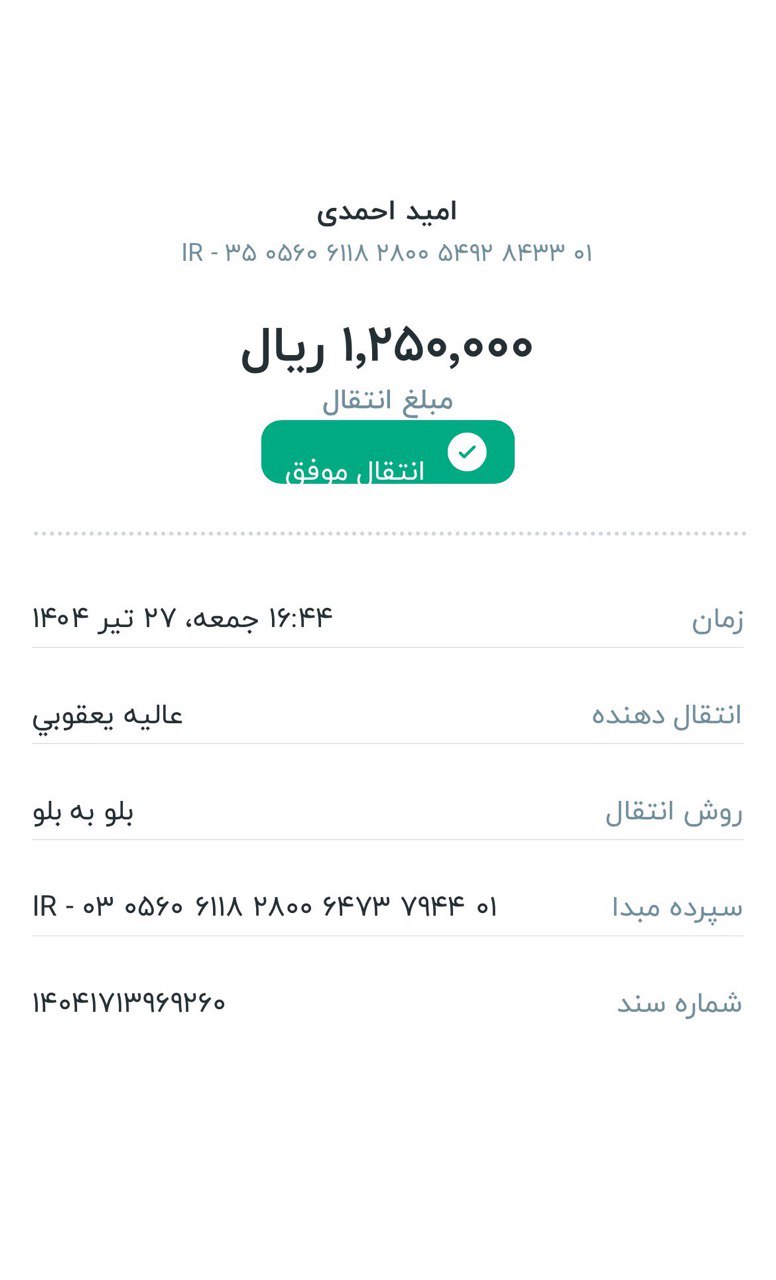 امید احمدی
IR - ۳۵ ۰۵۶۰ ۶۱۱۸ ۲۸۰۰ ۵۴۹۲ ۸۴۳۳ ۰۱
۱,۲۵۰,۰۰۰ ریال
مبلغ انتقال
انتقال موفق
زمان ۱۶:۴۴ جمعه، ۲۷ تیر ۱۴۰۴
انتقال دهنده عاليه يعقوبي
روش انتقال بلو به بلو
سپرده مبدا IR - ۰۳ ۰۵۶۰ ۶۱۱۸ ۲۸۰۰ ۶۴۷۳ ۷۹۴۴ ۰۱
شماره سند ۱۴۰۴۱۷۱۳۹۶۹۲۶۰